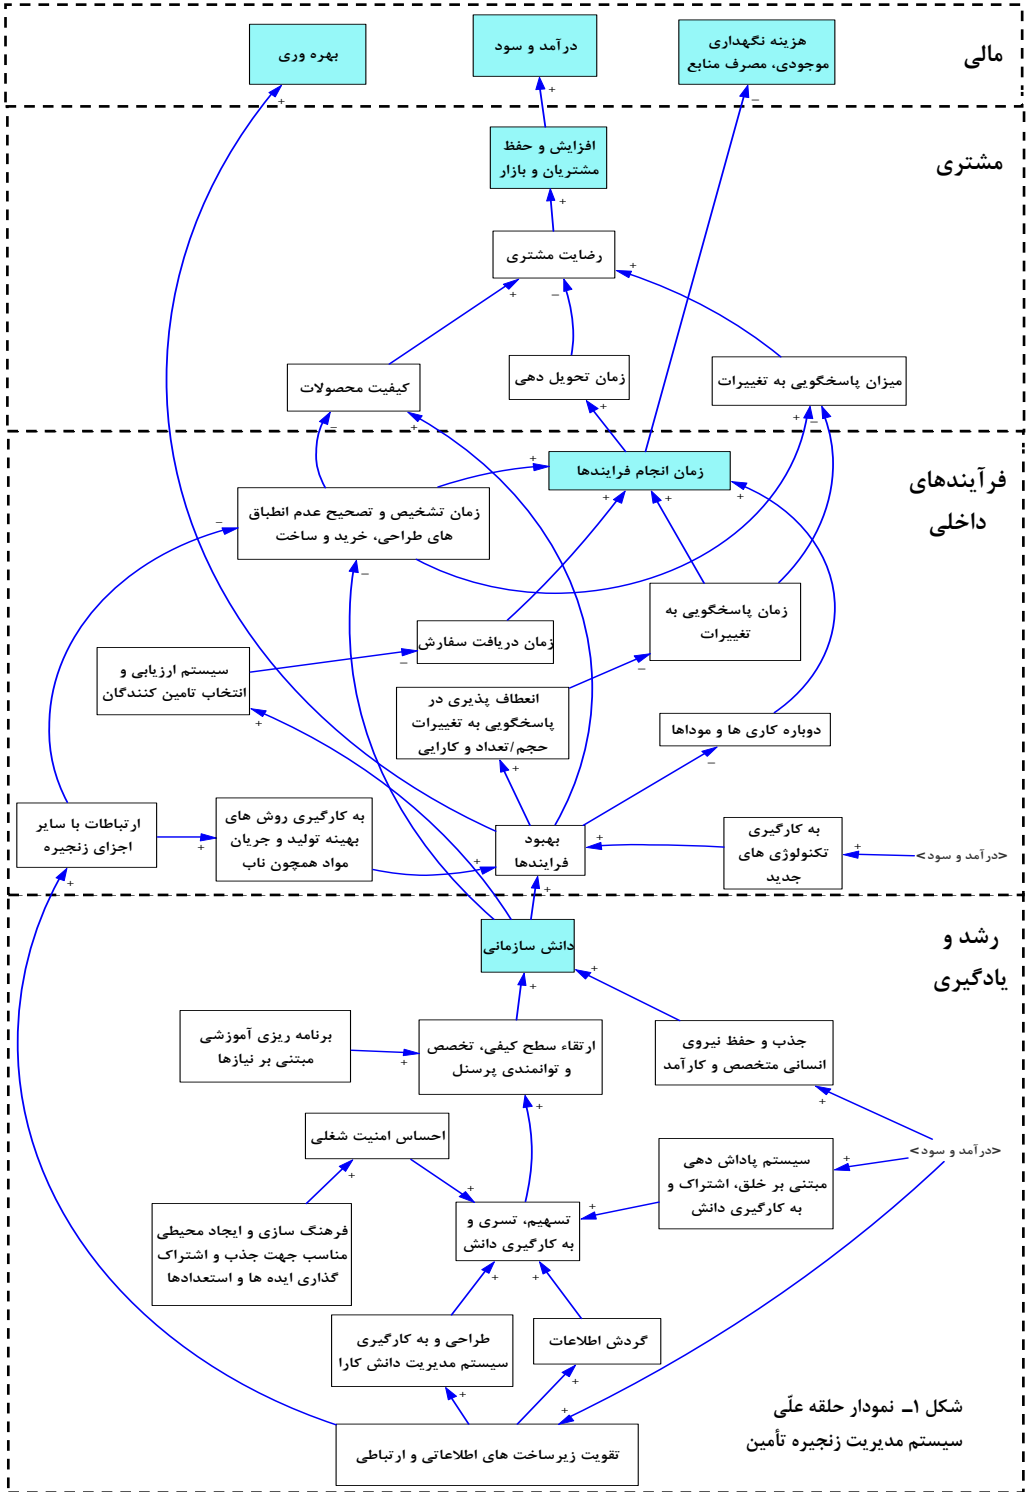 مالی
بهره وری
درآمد و سود
هزینه نگهداری
موجودی، مصرف منابع
+
+
–
مشتری
افزایش و حفظ
مشتریان و بازار
+
رضایت مشتری
+
–
+
کیفیت محصولات
زمان تحویل دهی
میزان پاسخگویی به تغییرات
–
+
+
+
–
فرآیندهای
داخلی
زمان انجام فرایندها
+
+
+
+
زمان تشخیص و تصحیح عدم انطباق
های طراحی، خرید و ساخت
–
–
زمان پاسخگویی به
تغییرات
–
زمان دریافت سفارش
–
سیستم ارزیابی و
انتخاب تامین کنندگان
+
انعطاف پذیری در
پاسخگویی به تغییرات
حجم/تعداد و کارایی
+
دوباره کاری ها و موداها
–
ارتباطات با سایر
اجزای زنجیره
+
به کارگیری روش های
بهینه تولید و جریان
مواد همچون ناب
+
بهبود
فرایندها
+
+
+
به کارگیری
تکنولوژی های
جدید
+
<درآمد و سود>
رشد و
یادگیری
دانش سازمانی
+
+
برنامه ریزی آموزشی
مبتنی بر نیازها
ارتقاء سطح کیفی، تخصص
و توانمندی پرسنل
+
+
جذب و حفظ نیروی
انسانی متخصص و کارآمد
+
احساس امنیت شغلی
+
سیستم پاداش دهی
مبتنی بر خلق، اشتراک و
به کارگیری دانش
+
<درآمد و سود>
فرهنگ سازی و ایجاد محیطی
مناسب جهت جذب و اشتراک
گذاری ایده ها و استعدادها
تسهیم، تسری و
به کارگیری دانش
+
+
+
+
طراحی و به کارگیری
سیستم مدیریت دانش کارا
+
گردش اطلاعات
+
تقویت زیرساخت های اطلاعاتی و ارتباطی
+
شکل ۱ـ نمودار حلقه علّی
سیستم مدیریت زنجیره تأمین